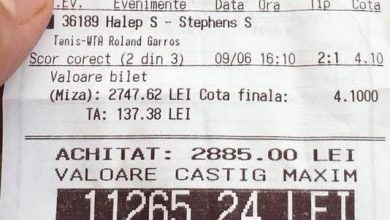 .EV. Evenimente Data Ora Tip Cota
36189 Halep S - Stephens S
Tenis-WTA Roland Garros
Scor corect (2 din 3) 09/06 16:10 2:1 4.10
Valoare bilet
(Miza): 2747.62 LEI Cota finala: 4.1000
TA: 137.38 LEI
ACHITAT: 2885.00 LEI
VALOARE CASTIG MAXIM
11265.24 LEI